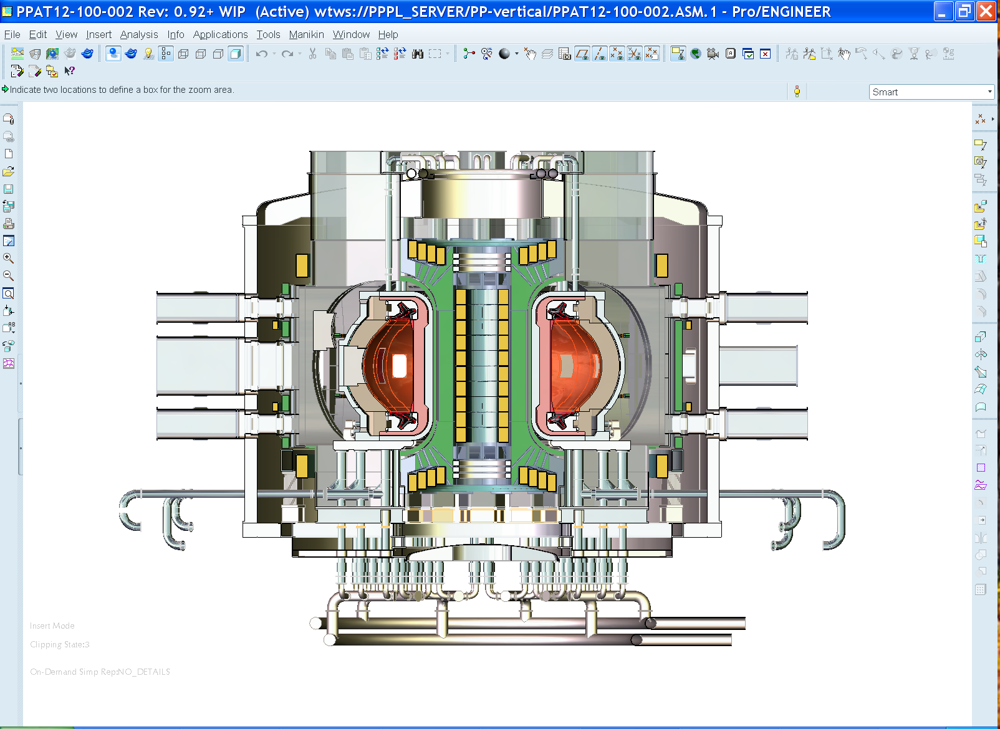 PPAT12-100-002 Rev: 0.92+ WIP  (Active) wtws://PPPL_SERVER/PP-vertical/PPAT12-100-002.ASM.1 - Pro/ENGINEER
File Edit View Insert Analysis Info Applications Tools Manikin Window Help
Indicate two locations to define a box for the zoom area.
Smart
AB
Insert Mode
Clipping State:3
On-Demand Simp Rep:NO_DETAILS